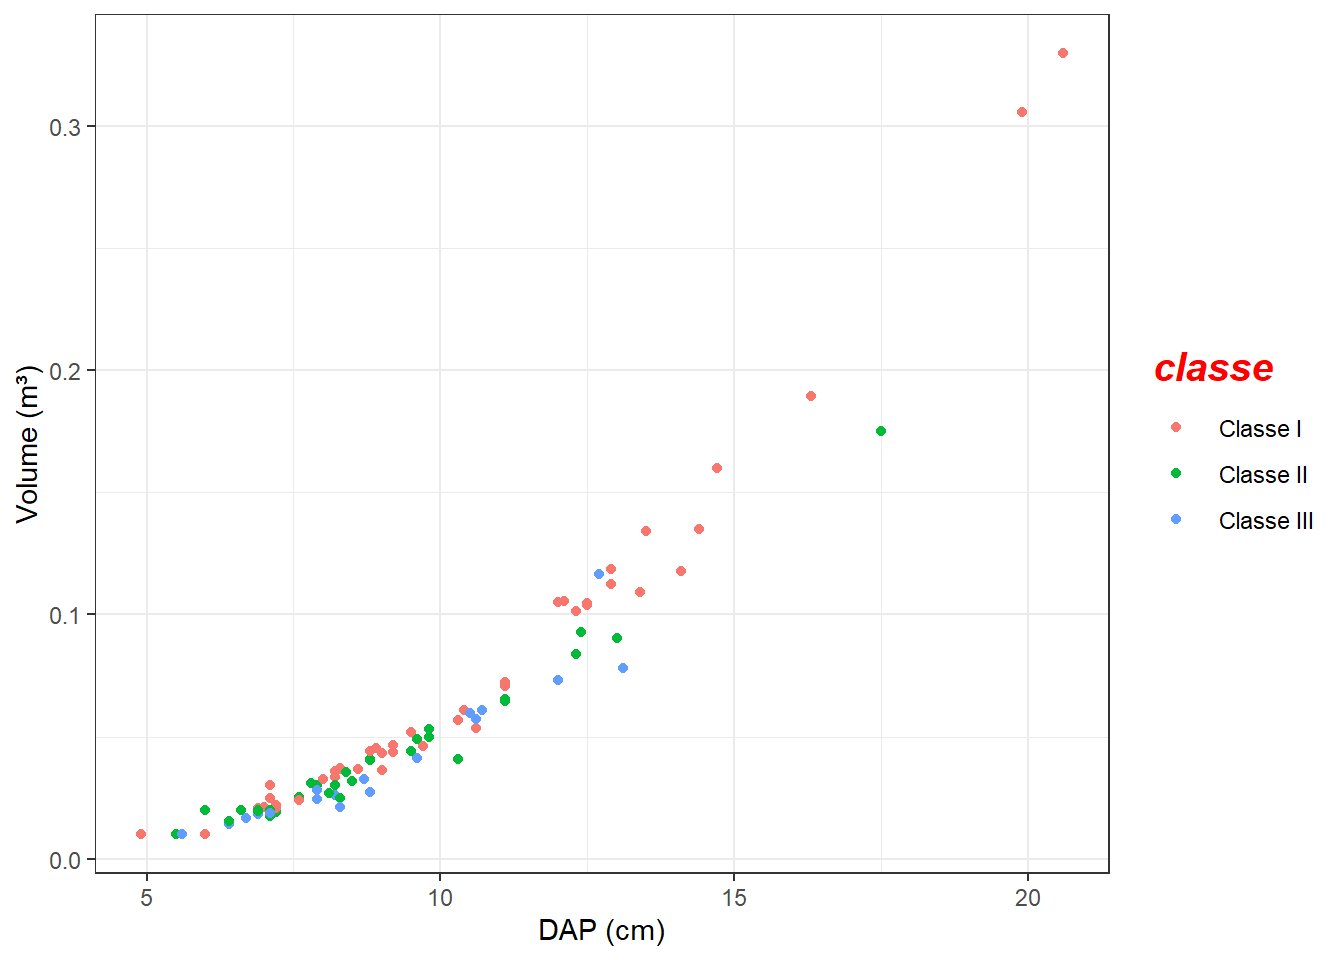 0.3
0.2
0.1
0.0
Volume (m³)
5
10
15
20
DAP (cm)
classe
Classe I
Classe II
Classe III